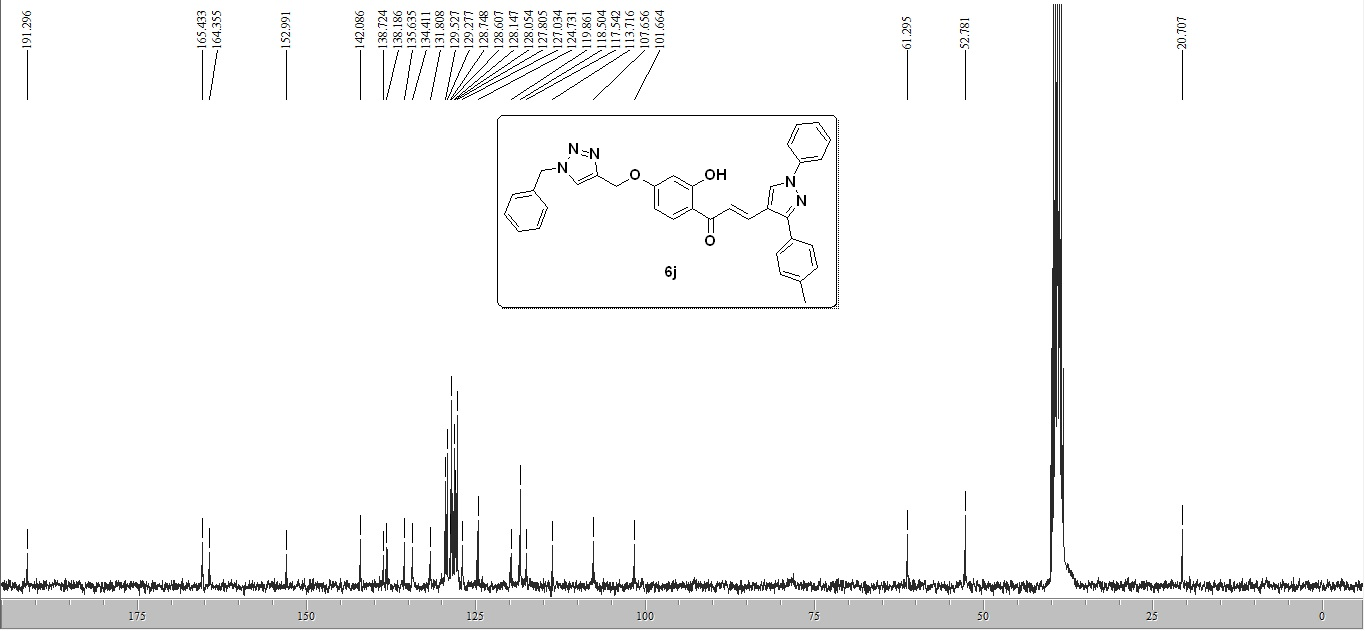 191.296
165.433
164.355
152.991
142.086
138.724
138.186
135.635
134.411
131.808
129.527
129.277
128.748
128.607
128.147
128.054
127.805
127.034
124.731
119.861
118.504
117.542
113.716
107.656
101.664
61.295
52.781
20.707
N
N
N
O
OH
O
N
N
6j
175 150 125 100 75 50 25 0